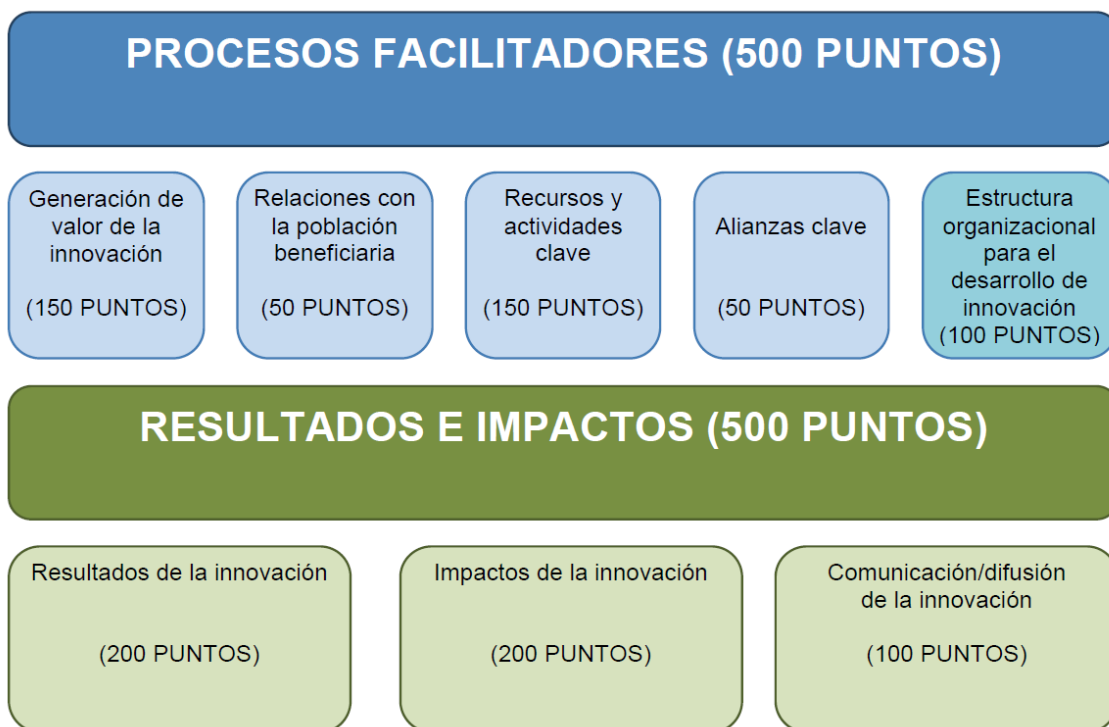 PROCESOS FACILITADORES (500 PUNTOS)
Generación de
valor de la
innovación
(150 PUNTOS)
Relaciones con
la población
beneficiaria
(50 PUNTOS)
Recursos y
actividades
clave
(150 PUNTOS)
Alianzas clave
(50 PUNTOS)
Estructura
organizacional
para el
desarrollo de
innovación
(100 PUNTOS)
RESULTADOS E IMPACTOS (500 PUNTOS)
Resultados de la innovación
(200 PUNTOS)
Impactos de la innovación
(200 PUNTOS)
Comunicación/difusión
de la innovación
(100 PUNTOS)